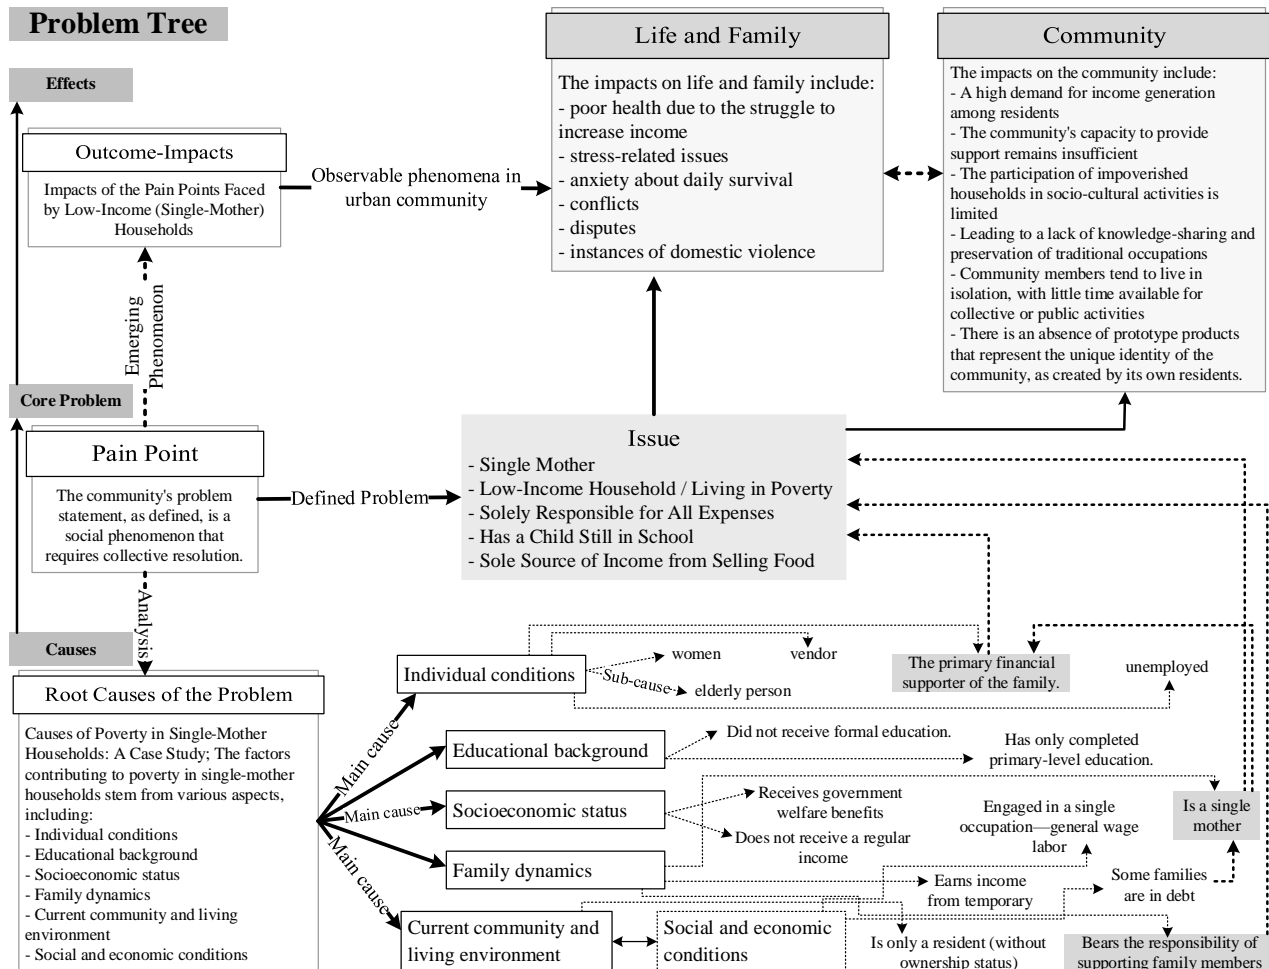 Problem Tree
Effects
Outcome-Impacts
Impacts of the Pain Points Faced
by Low-Income (Single-Mother)
Households
Observable phenomena in
urban community
Life and Family
The impacts on life and family include:
- poor health due to the struggle to
increase income
- stress-related issues
- anxiety about daily survival
- conflicts
- disputes
- instances of domestic violence
Community
The impacts on the community include:
- A high demand for income generation
among residents
- The community's capacity to provide
support remains insufficient
- The participation of impoverished
households in socio-cultural activities is
limited
- Leading to a lack of knowledge-sharing and
preservation of traditional occupations
- Community members tend to live in
isolation, with little time available for
collective or public activities
- There is an absence of prototype products
that represent the unique identity of the
community, as created by its own residents.
Emerging
Phenomenon
Core Problem
Pain Point
The community's problem
statement, as defined, is a
social phenomenon that
requires collective resolution.
Defined Problem
Issue
- Single Mother
- Low-Income Household / Living in Poverty
- Solely Responsible for All Expenses
- Has a Child Still in School
- Sole Source of Income from Selling Food
Analysis
Causes
Root Causes of the Problem
Causes of Poverty in Single-Mother
Households: A Case Study; The factors
contributing to poverty in single-mother
households stem from various aspects,
including:
- Individual conditions
- Educational background
- Socioeconomic status
- Family dynamics
- Current community and living
environment
- Social and economic conditions
Main cause
Main cause
Main cause
Individual conditions
Sub-cause
women
elderly person
vendor
The primary financial
supporter of the family.
unemployed
Educational background
Did not receive formal education.
Has only completed
primary-level education.
Socioeconomic status
Receives government
welfare benefits
Does not receive a regular
income
Engaged in a single
occupation—general wage
labor
Is a single
mother
Family dynamics
Earns income
from temporary
Some families
are in debt
Current community and
living environment
Social and economic
conditions
Is only a resident (without
ownership status)
Bears the responsibility of
supporting family members